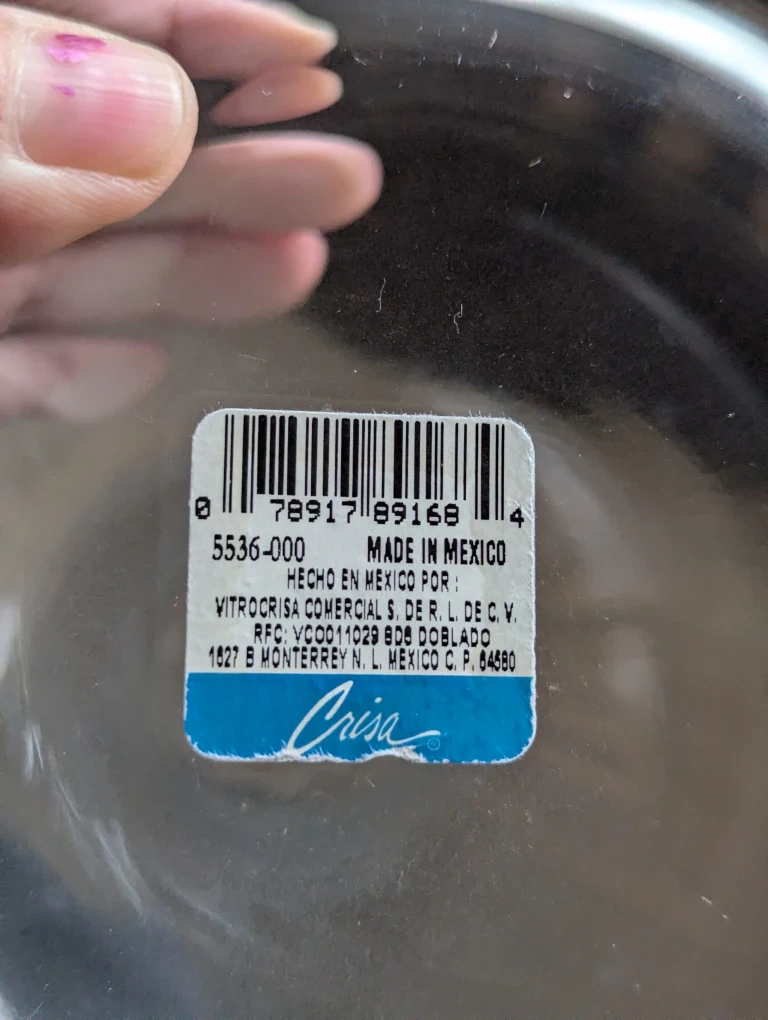 0 78917 89168 4
5536-000 MADE IN MEXICO
HECHO EN MEXICO POR :
VITROCRISA COMERCIAL S. DE R. L. DE C. V.
RFC: VCO011029 8D8 DOBLADO
1627 B MONTERREY N. L. MEXICO C. P. 64580
Crisa ®